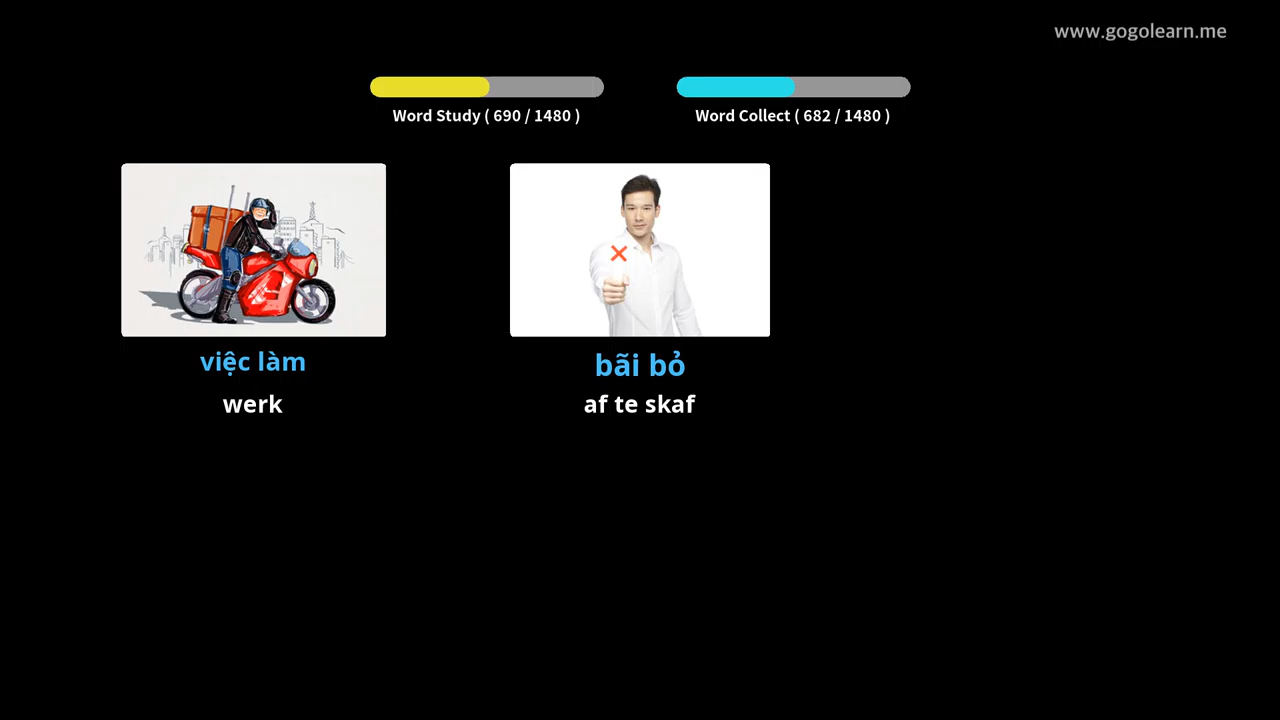 www.gogolearn.me
Word Study ( 690 / 1480 )
Word Collect ( 682 / 1480 )
việc làm
werk
bãi bỏ
af te skaf